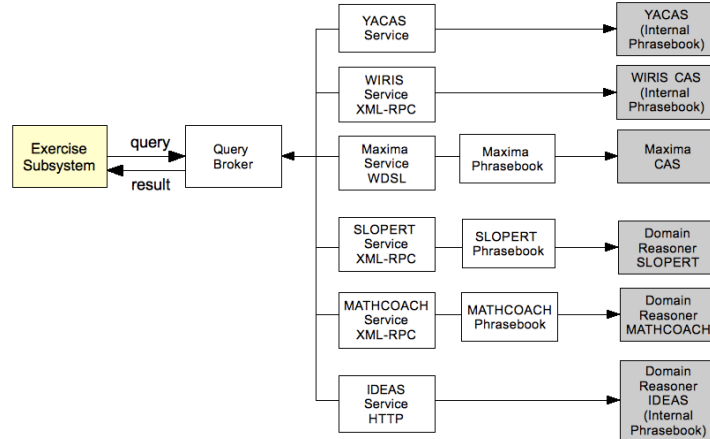 YACAS
Service
YACAS
(Internal
Phrasebook)
WIRIS
Service
XML-RPC
WIRIS CAS
(Internal
Phrasebook)
Exercise
Subsystem
query
result
Query
Broker
Maxima
Service
WDSL
Maxima
Phrasebook
Maxima
CAS
SLOPERT
Service
XML-RPC
SLOPERT
Phrasebook
Domain
Reasoner
SLOPERT
MATHCOACH
Service
XML-RPC
MATHCOACH
Phrasebook
Domain
Reasoner
MATHCOACH
IDEAS
Service
HTTP
Domain
Reasoner
IDEAS
(Internal
Phrasebook)